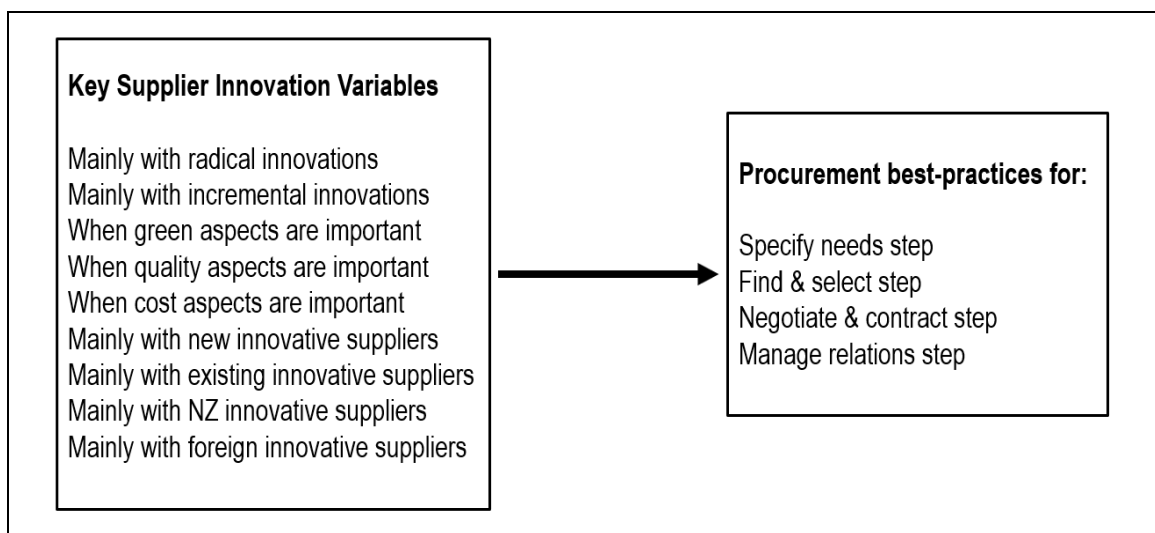 Key Supplier Innovation Variables
Mainly with radical innovations
Mainly with incremental innovations
When green aspects are important
When quality aspects are important
When cost aspects are important
Mainly with new innovative suppliers
Mainly with existing innovative suppliers
Mainly with NZ innovative suppliers
Mainly with foreign innovative suppliers
Procurement best-practices for:
Specify needs step
Find & select step
Negotiate & contract step
Manage relations step